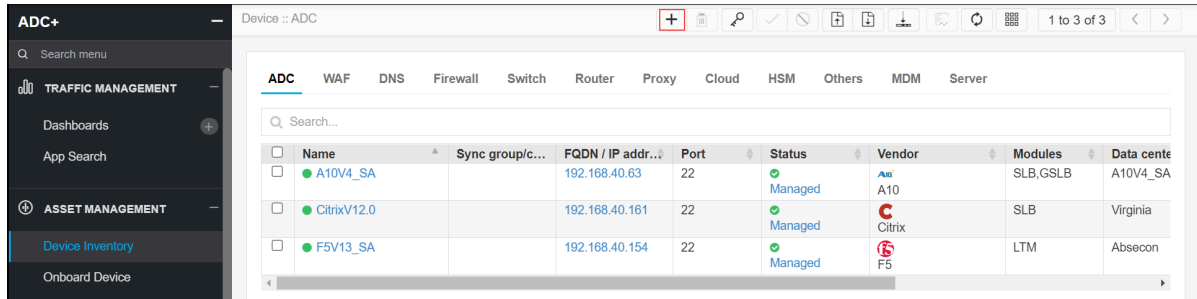 ADC+
Device :: ADC
1 to 3 of 3
Search menu
TRAFFIC MANAGEMENT
Dashboards
App Search
ASSET MANAGEMENT
Device Inventory
Onboard Device
ADC WAF DNS Firewall Switch Router Proxy Cloud HSM Others MDM Server
Search...
Name Sync group/c... FQDN / IP addr... Port Status Vendor Modules Data cente
A10V4_SA 192.168.40.63 22 Managed A10 SLB,GSLB A10V4_SA
CitrixV12.0 192.168.40.161 22 Managed Citrix SLB Virginia
F5V13_SA 192.168.40.154 22 Managed F5 LTM Absecon